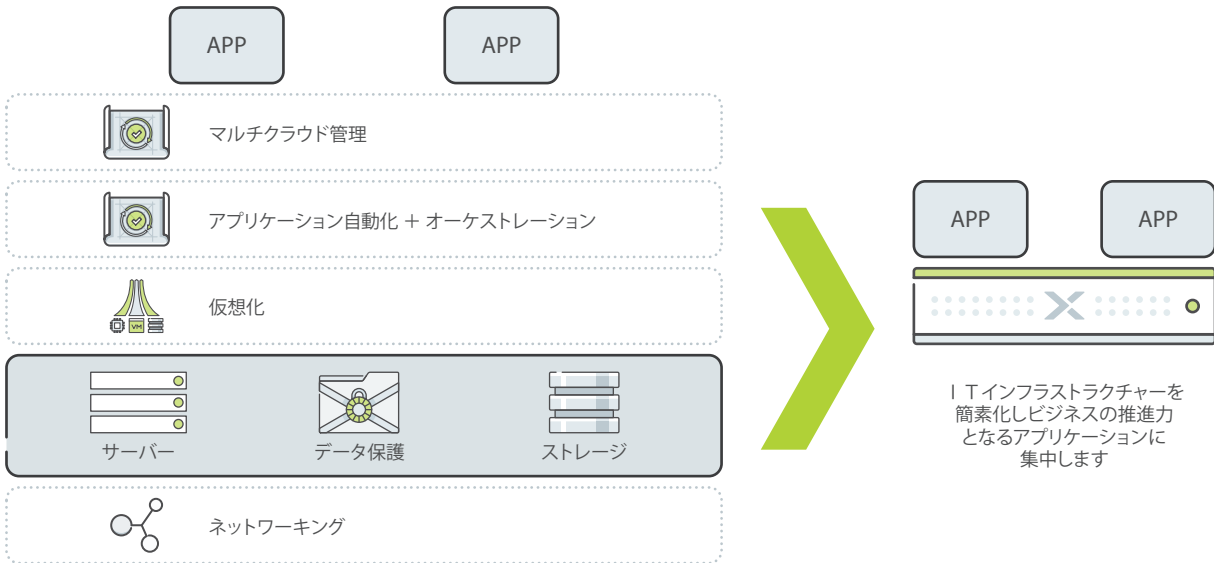 APP
APP
マルチクラウド管理
アプリケーション自動化 + オーケストレーション
仮想化
VM
サーバー
データ保護
ストレージ
ネットワーキング
APP
APP
ITインフラストラクチャーを
簡素化しビジネスの推進力
となるアプリケーションに
集中します